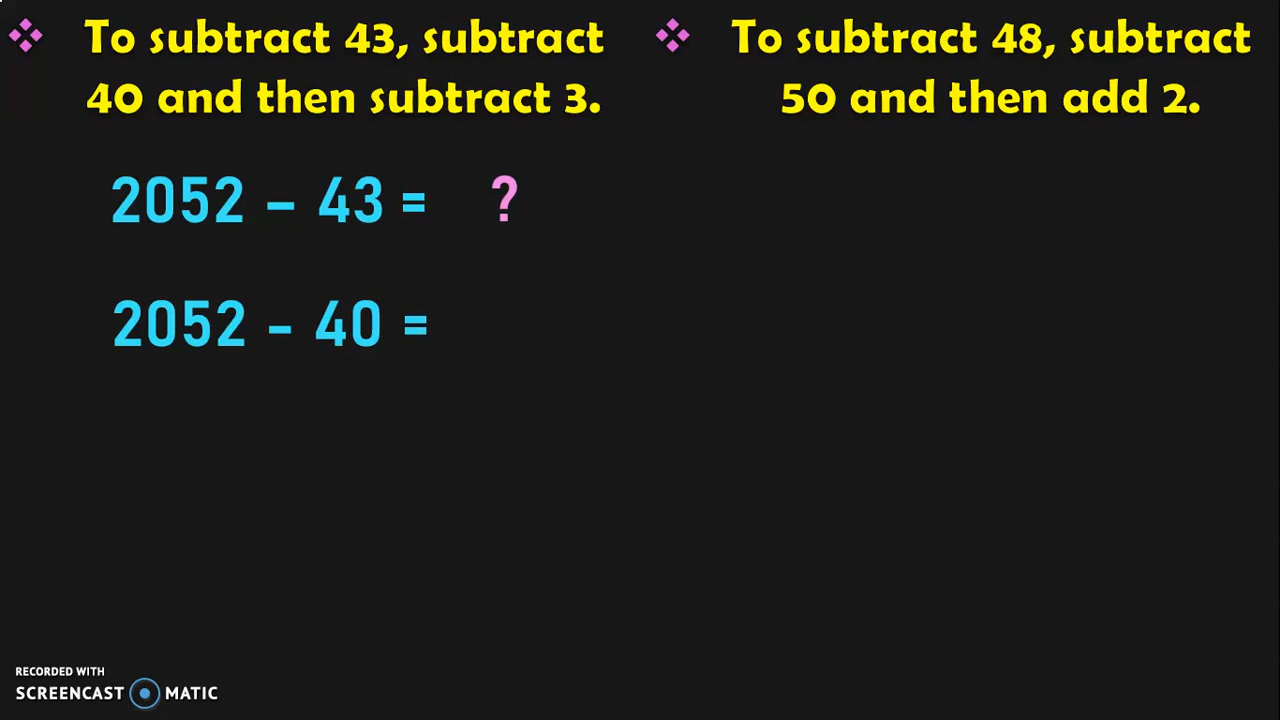 To subtract 43, subtract
40 and then subtract 3.
To subtract 48, subtract
50 and then add 2.
2052 – 43 = ?
2052 - 40 =
RECORDED WITH
SCREENCAST MATIC